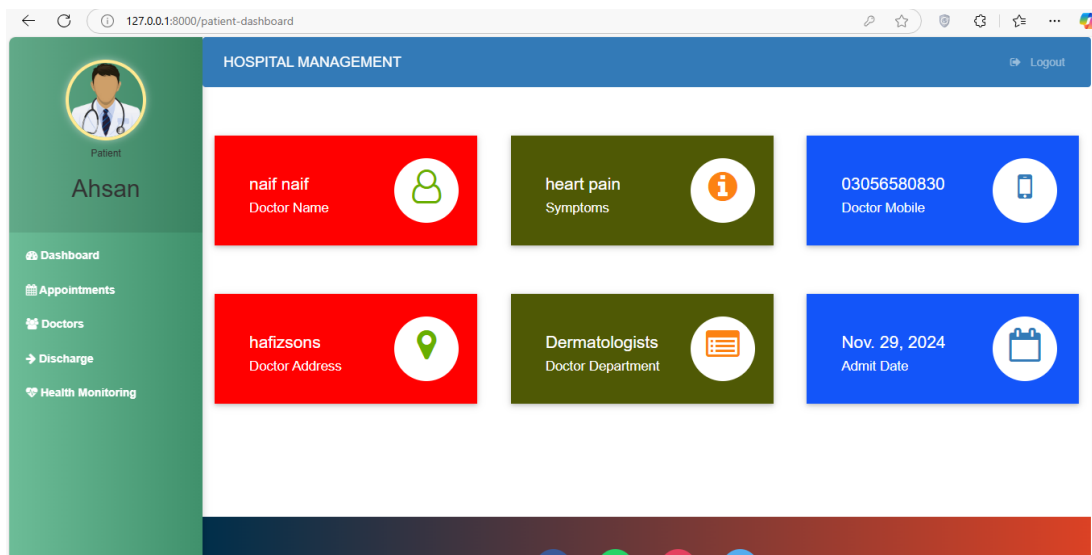 127.0.0.1:8000/patient-dashboard
HOSPITAL MANAGEMENT
Logout
Patient
Ahsan
Dashboard
Appointments
Doctors
Discharge
Health Monitoring
naif naif
Doctor Name
heart pain
Symptoms
03056580830
Doctor Mobile
hafizsons
Doctor Address
Dermatologists
Doctor Department
Nov. 29, 2024
Admit Date